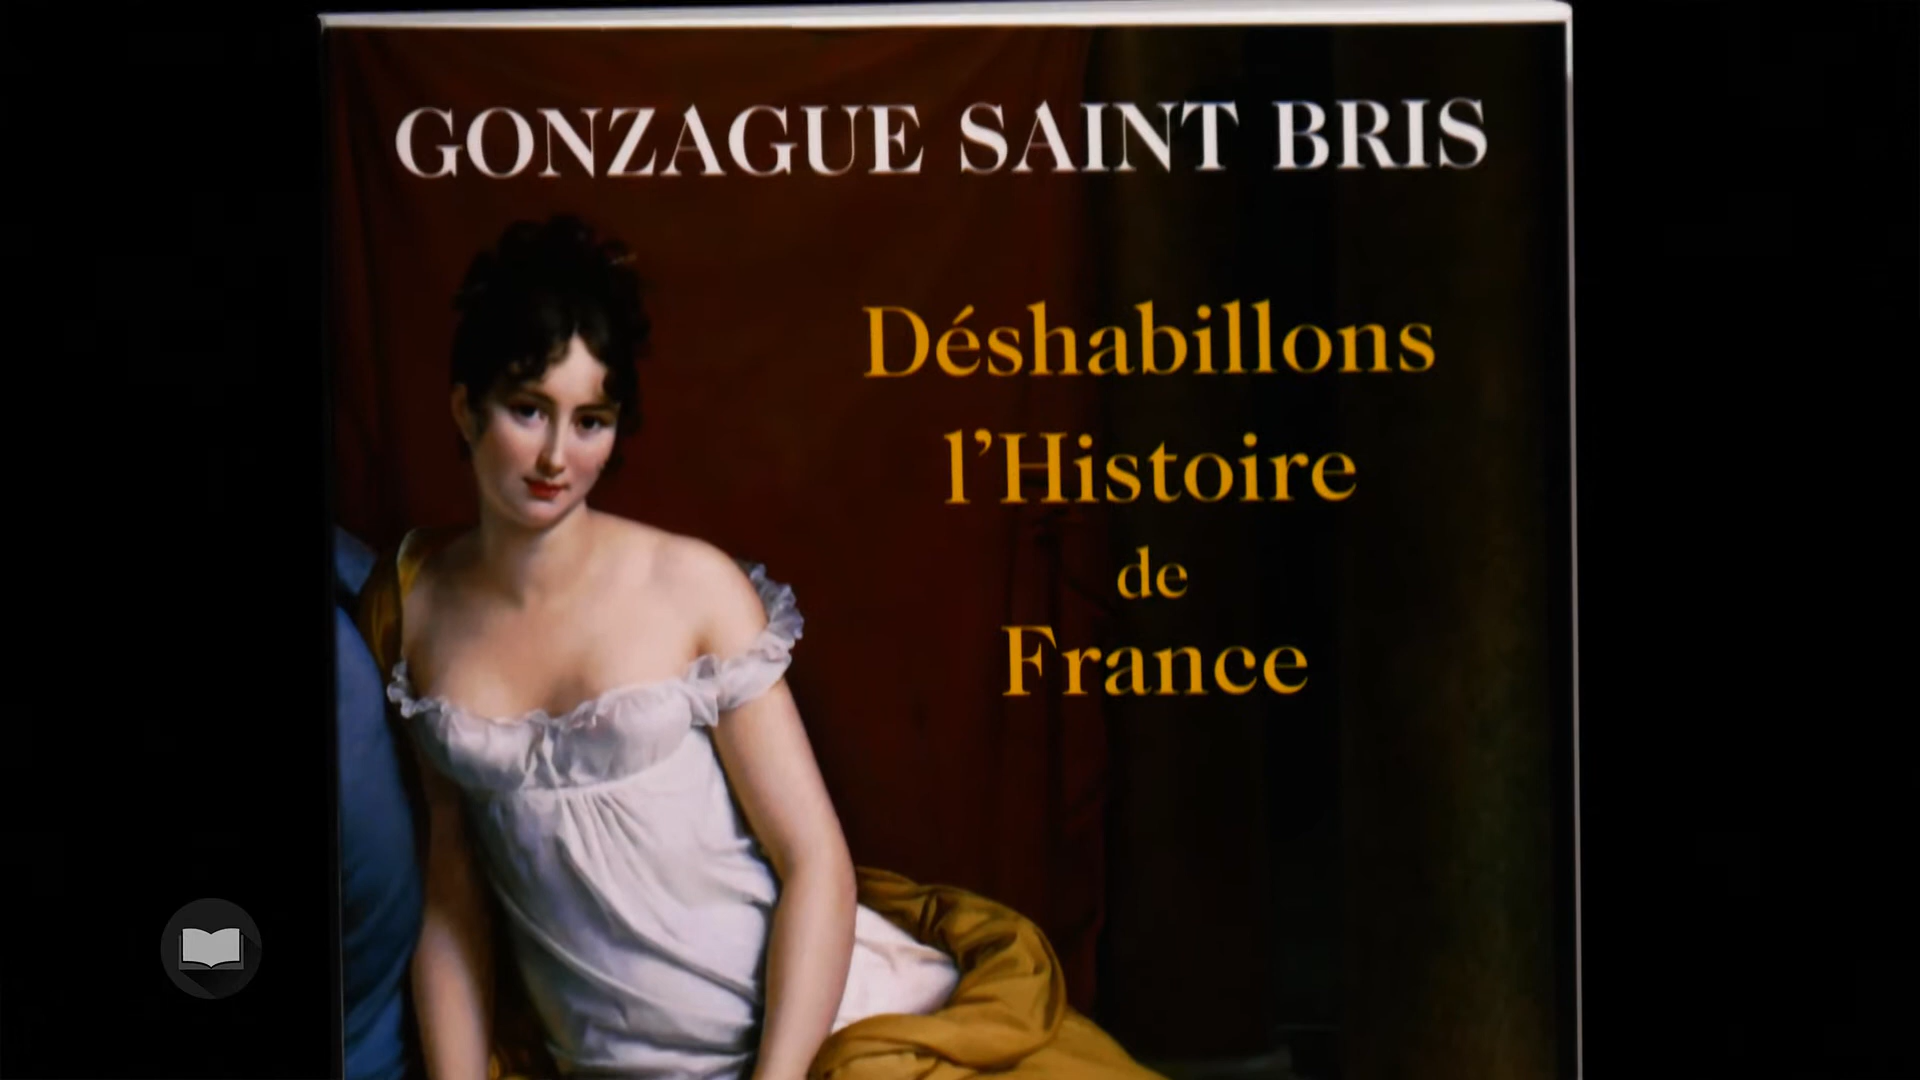 GONZAGUE SAINT BRIS
Déshabillons
l'Histoire
de
France